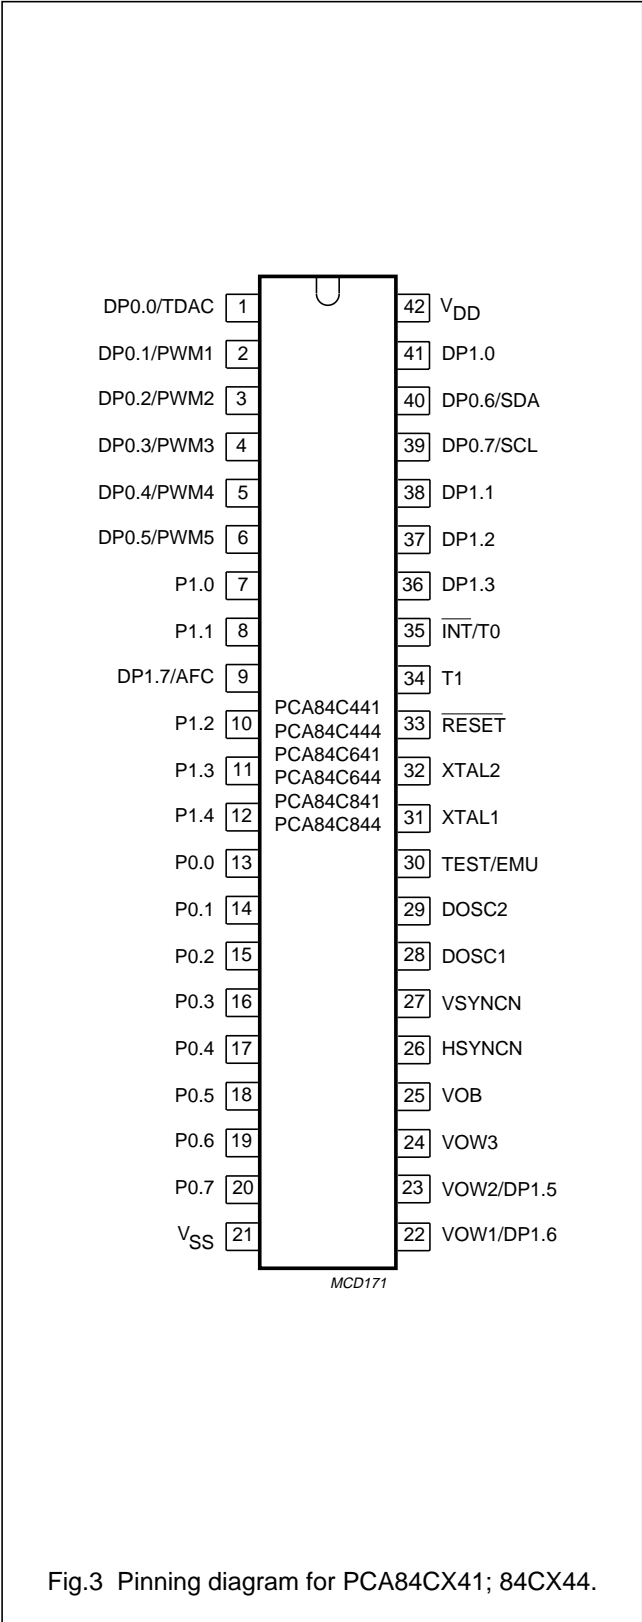 DP0.0/TDAC 1 42 VDD
DP0.1/PWM1 2 41 DP1.0
DP0.2/PWM2 3 40 DP0.6/SDA
DP0.3/PWM3 4 39 DP0.7/SCL
DP0.4/PWM4 5 38 DP1.1
DP0.5/PWM5 6 37 DP1.2
P1.0 7 36 DP1.3
P1.1 8 35 INT/T0
DP1.7/AFC 9 34 T1
PCA84C441
P1.2 10 33 RESET
PCA84C444
PCA84C641
P1.3 11 32 XTAL2
PCA84C644
PCA84C841
P1.4 12 31 XTAL1
PCA84C844
P0.0 13 30 TEST/EMU
P0.1 14 29 DOSC2
P0.2 15 28 DOSC1
P0.3 16 27 VSYNCN
P0.4 17 26 HSYNCN
P0.5 18 25 VOB
P0.6 19 24 VOW3
P0.7 20 23 VOW2/DP1.5
VSS 21 22 VOW1/DP1.6
MCD171
Fig.3 Pinning diagram for PCA84CX41; 84CX44.